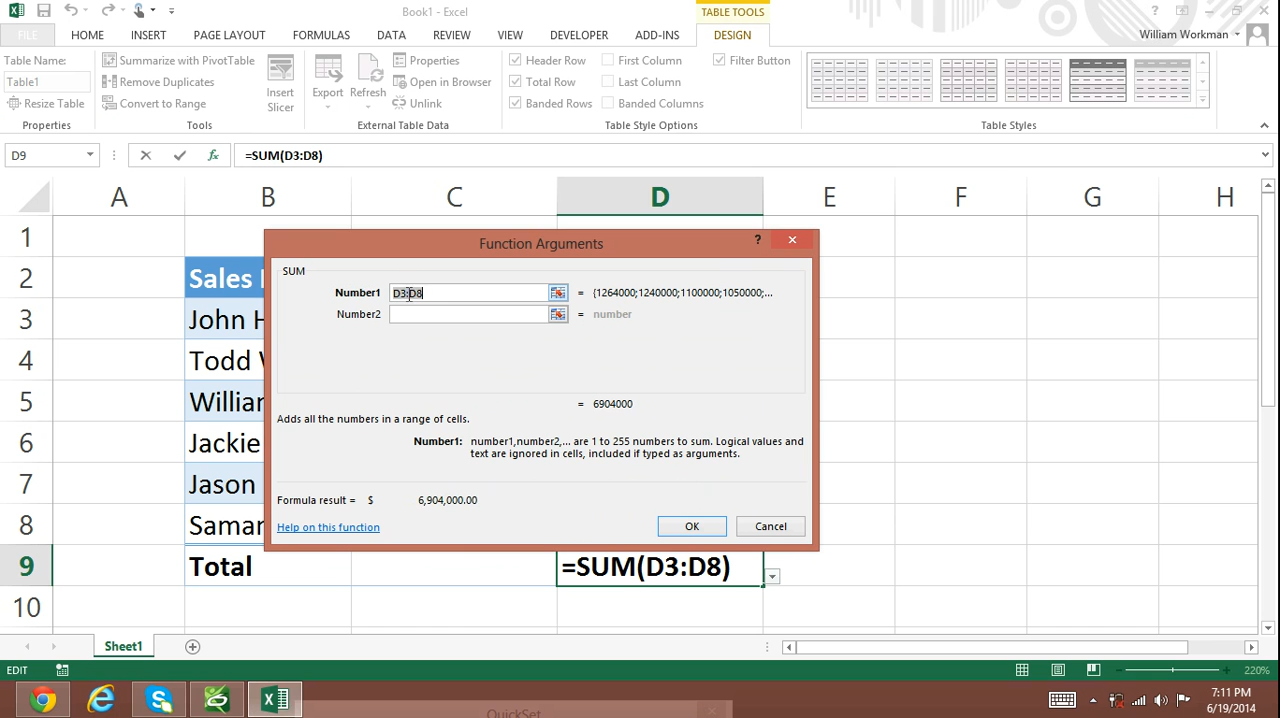 Book1 - Excel
TABLE TOOLS
?
FILE
HOME
INSERT
PAGE LAYOUT
FORMULAS
DATA
REVIEW
VIEW
DEVELOPER
ADD-INS
DESIGN
William Workman
Table Name:
Table1
Resize Table
Properties
Summarize with PivotTable
Remove Duplicates
Convert to Range
Tools
Insert
Slicer
Export
Refresh
Properties
Open in Browser
Unlink
External Table Data
Header Row
Total Row
Banded Rows
First Column
Last Column
Banded Columns
Filter Button
Table Style Options
Table Styles
D9
fx
=SUM(D3:D8)
A B C D E F G H
1
2 Sales
3 John H
4 Todd
5 William
6 Jackie
7 Jason
8 Saman
9 Total =SUM(D3:D8)
10
Function Arguments
?
SUM
Number1 D3:D8 = {1264000;1240000;1100000;1050000;...
Number2 = number
= 6904000
Adds all the numbers in a range of cells.
Number1: number1,number2,... are 1 to 255 numbers to sum. Logical values and
text are ignored in cells, included if typed as arguments.
Formula result = $ 6,904,000.00
Help on this function
OK
Cancel
Sheet1
EDIT
220%
QuickSet
7:11 PM
6/19/2014